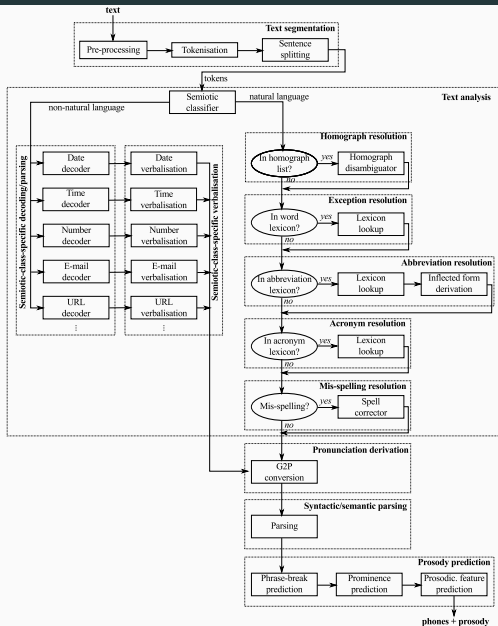 text
Text segmentation
Pre-processing
Tokenisation
Sentence
splitting
tokens
Semiotic
classifier
non-natural language
natural language
Text analysis
Semiotic-class-specific decoding/parsing
Date
decoder
Time
decoder
Number
decoder
E-mail
decoder
URL
decoder
⋮
Date
verbalisation
Time
verbalisation
Number
verbalisation
E-mail
verbalisation
URL
verbalisation
⋮
Semiotic-class-specific verbalisation
Homograph resolution
In homograph
list?
yes
Homograph
disambiguator
no
Exception resolution
In word
lexicon?
yes
Lexicon
lookup
no
Abbreviation resolution
In abbreviation
lexicon?
yes
Lexicon
lookup
Inflected form
derivation
no
Acronym resolution
In acronym
lexicon?
yes
Lexicon
lookup
no
Mis-spelling resolution
Mis-spelling?
yes
Spell
corrector
no
Pronunciation derivation
G2P
conversion
Syntactic/semantic parsing
Parsing
Prosody prediction
Phrase-break
prediction
Prominence
prediction
Prosodic. feature
prediction
phones + prosody